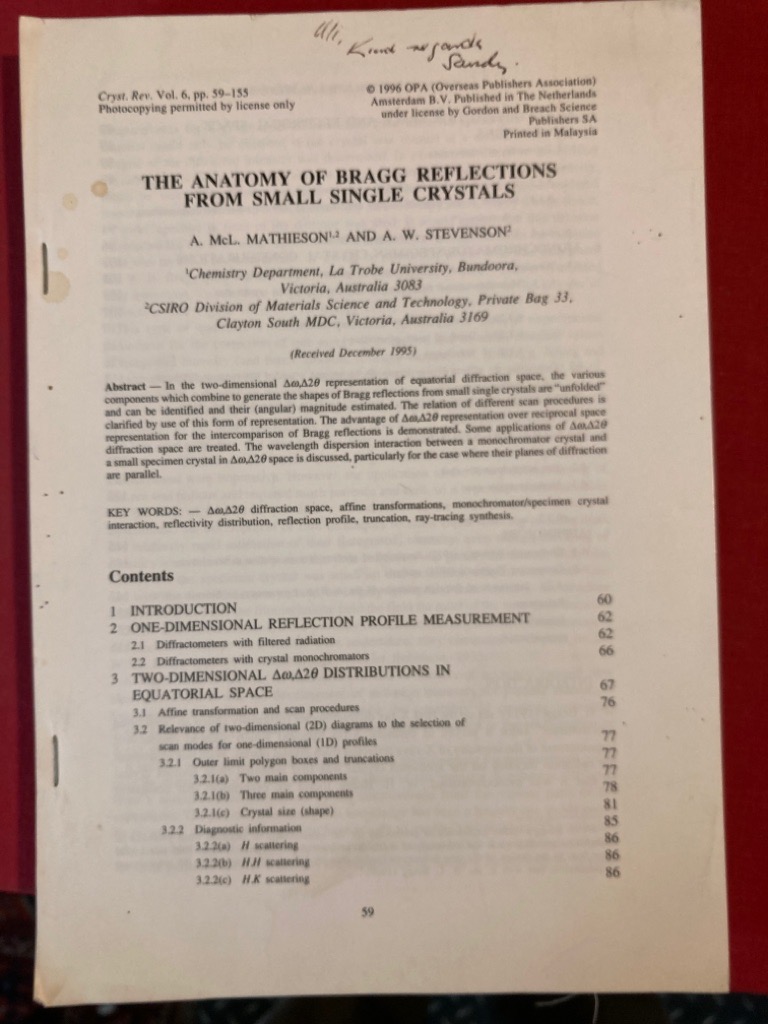 Kind regards
Sandy.
Cryst. Rev. Vol. 6, pp. 59–155
Photocopying permitted by license only
© 1996 OPA (Overseas Publishers Association)
Amsterdam B.V. Published in The Netherlands
under license by Gordon and Breach Science
Publishers SA
Printed in Malaysia
THE ANATOMY OF BRAGG REFLECTIONS
FROM SMALL SINGLE CRYSTALS
A. McL. MATHIESON¹,² AND A. W. STEVENSON²
¹Chemistry Department, La Trobe University, Bundoora,
Victoria, Australia 3083
²CSIRO Division of Materials Science and Technology, Private Bag 33,
Clayton South MDC, Victoria, Australia 3169
(Received December 1995)
Abstract — In the two-dimensional Δω,Δ2θ representation of equatorial diffraction space, the various
components which combine to generate the shapes of Bragg reflections from small single crystals are "unfolded"
and can be identified and their (angular) magnitude estimated. The relation of different scan procedures is
clarified by use of this form of representation. The advantage of Δω,Δ2θ representation over reciprocal space
representation for the intercomparison of Bragg reflections is demonstrated. Some applications of Δω,Δ2θ
diffraction space are treated. The wavelength dispersion interaction between a monochromator crystal and
a small specimen crystal in Δω,Δ2θ space is discussed, particularly for the case where their planes of diffraction
are parallel.
KEY WORDS: — Δω,Δ2θ diffraction space, affine transformations, monochromator/specimen crystal
interaction, reflectivity distribution, reflection profile, truncation, ray-tracing synthesis.
Contents
1 INTRODUCTION 60
2 ONE-DIMENSIONAL REFLECTION PROFILE MEASUREMENT 62
2.1 Diffractometers with filtered radiation 62
2.2 Diffractometers with crystal monochromators 66
3 TWO-DIMENSIONAL Δω,Δ2θ DISTRIBUTIONS IN
EQUATORIAL SPACE 67
3.1 Affine transformation and scan procedures 76
3.2 Relevance of two-dimensional (2D) diagrams to the selection of
scan modes for one-dimensional (1D) profiles 77
3.2.1 Outer limit polygon boxes and truncations 77
3.2.1(a) Two main components 77
3.2.1(b) Three main components 78
3.2.1(c) Crystal size (shape) 81
3.2.2 Diagnostic information 85
3.2.2(a) H scattering 86
3.2.2(b) H.H scattering 86
3.2.2(c) H.K scattering 86
59